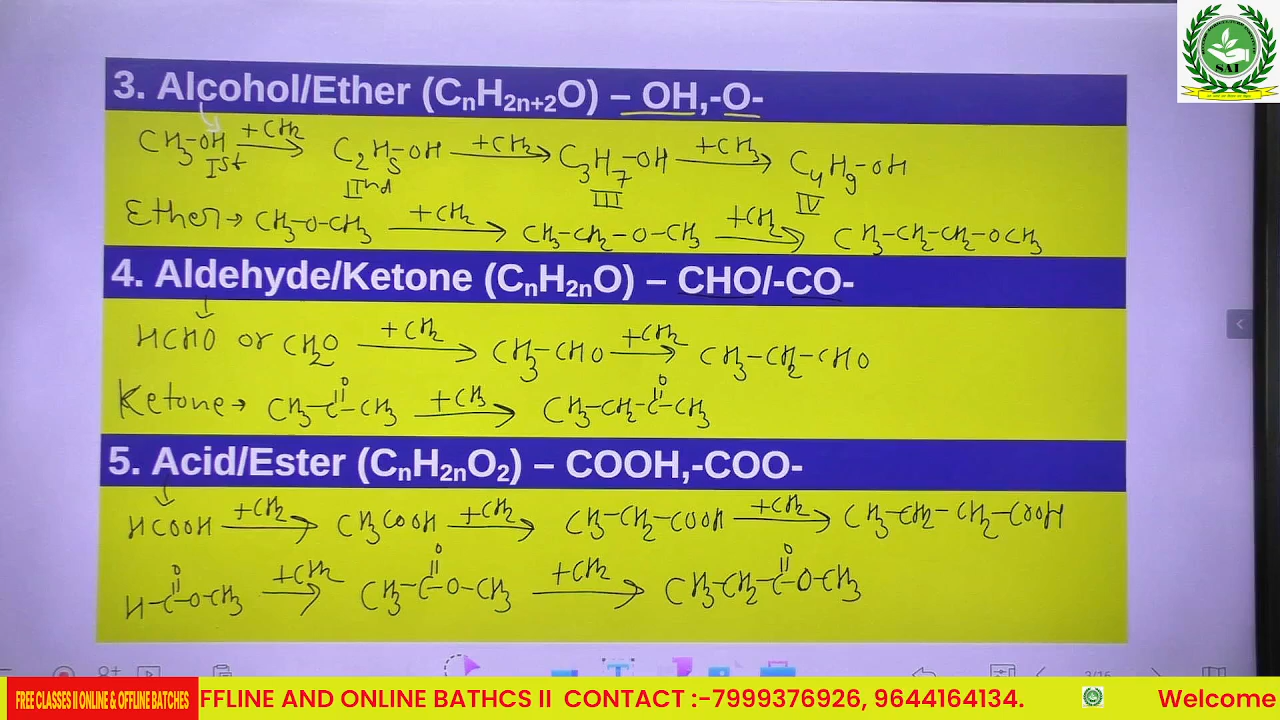 SAI
3. Alcohol/Ether (CₙH₂ₙ₊₂O) – OH,-O-
CH₃-OH +CH₂ → C₂H₅-OH +CH₂ → C₃H₇-OH +CH₃ → C₄H₉-OH
Ist IInd III IV
Ether → CH₃-O-CH₃ +CH₂ → CH₃-CH₂-O-CH₃ +CH₂ → CH₃-CH₂-CH₂-OCH₃
4. Aldehyde/Ketone (CₙH₂ₙO) – CHO/-CO-
HCHO or CH₂O +CH₂ → CH₃-CHO +CH₂ → CH₃-CH₂-CHO
O O
Ketone → CH₃-C-CH₃ +CH₃ → CH₃-CH₂-C-CH₃
5. Acid/Ester (CₙH₂ₙO₂) – COOH,-COO-
HCOOH +CH₂ → CH₃COOH +CH₂ → CH₃-CH₂-COOH +CH₂ → CH₃-CH₂-CH₂-COOH
O O O
H-C-O-CH₃ +CH₂ → CH₃-C-O-CH₃ +CH₂ → CH₃-CH₂-C-O-CH₃
FREE CLASSES II ONLINE & OFFLINE BATCHES FFLINE AND ONLINE BATHCS II CONTACT :-7999376926, 9644164134. Welcome